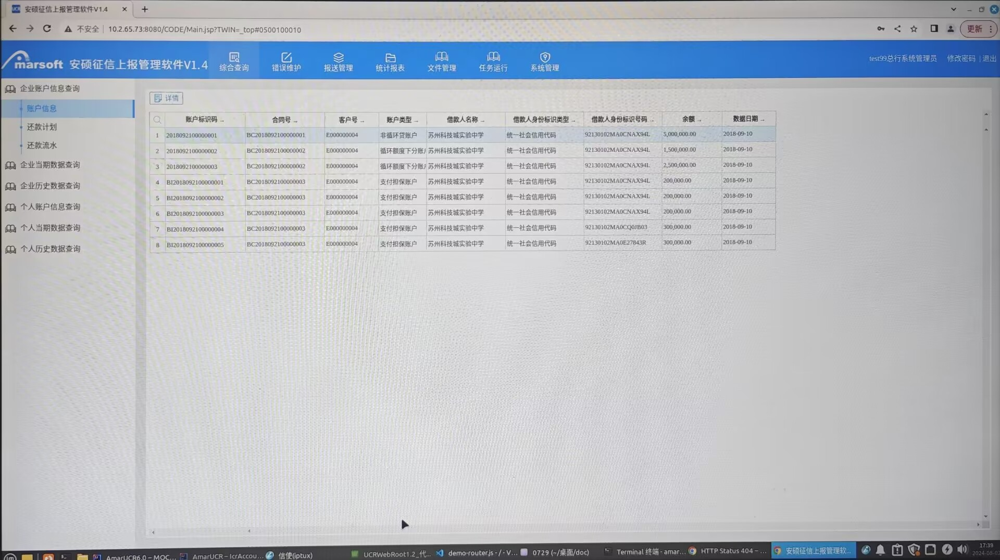 安硕征信上报管理软件V1.4
不安全 | 10.2.65.73:8080/CODE/Main.jsp?TWIN=_top#0500100010
更新
marsoft 安硕征信上报管理软件V1.4
综合查询 错误维护 报送管理 统计报表 文件管理 任务运行 系统管理
test99总行系统管理员 修改密码 | 退出
企业账户信息查询
账户信息
还款计划
还款流水
企业当期数据查询
企业历史数据查询
个人账户信息查询
个人当期数据查询
个人历史数据查询
详情
账户标识码 合同号 客户号 账户类型 借款人名称 借款人身份标识类型 借款人身份标识号码 余额 数据日期
1 2018092100000001 BC2018092100000001 E000000004 非循环贷账户 苏州科技城实验中学 统一社会信用代码 92130102MA0CNAX94L 5,000,000.00 2018-09-10
2 2018092100000002 BC2018092100000002 E000000004 循环额度下分账 苏州科技城实验中学 统一社会信用代码 92130102MA0CNAX94L 1,500,000.00 2018-09-10
3 2018092100000003 BC2018092100000002 E000000004 循环额度下分账 苏州科技城实验中学 统一社会信用代码 92130102MA0CNAX94L 2,500,000.00 2018-09-10
4 BI2018092100000001 BC2018092100000003 E000000004 支付担保账户 苏州科技城实验中学 统一社会信用代码 92130102MA0CNAX94L 200,000.00 2018-09-10
5 BI2018092100000002 BC2018092100000003 E000000004 支付担保账户 苏州科技城实验中学 统一社会信用代码 92130102MA0CNAX94L 200,000.00 2018-09-10
6 BI2018092100000003 BC2018092100000003 E000000004 支付担保账户 苏州科技城实验中学 统一社会信用代码 92130102MA0CNAX94L 200,000.00 2018-09-10
7 BI2018092100000004 BC2018092100000003 E000000004 支付担保账户 苏州科技城实验中学 统一社会信用代码 92130102MA0CQ0JB03 300,000.00 2018-09-10
8 BI2018092100000005 BC2018092100000003 E000000004 支付担保账户 苏州科技城实验中学 统一社会信用代码 92130102MA0E27843R 300,000.00 2018-09-10
AmarUCR6.0 – MOC... AmarUCR – IcrAccou... 信使(iptux) UCRWebRoot1.2_代... demo-router.js - / - V... 0729 (~/桌面/doc) Terminal 终端 - amar... HTTP Status 404 – ... 安硕征信上报管理软... 17:39
2024-08-0